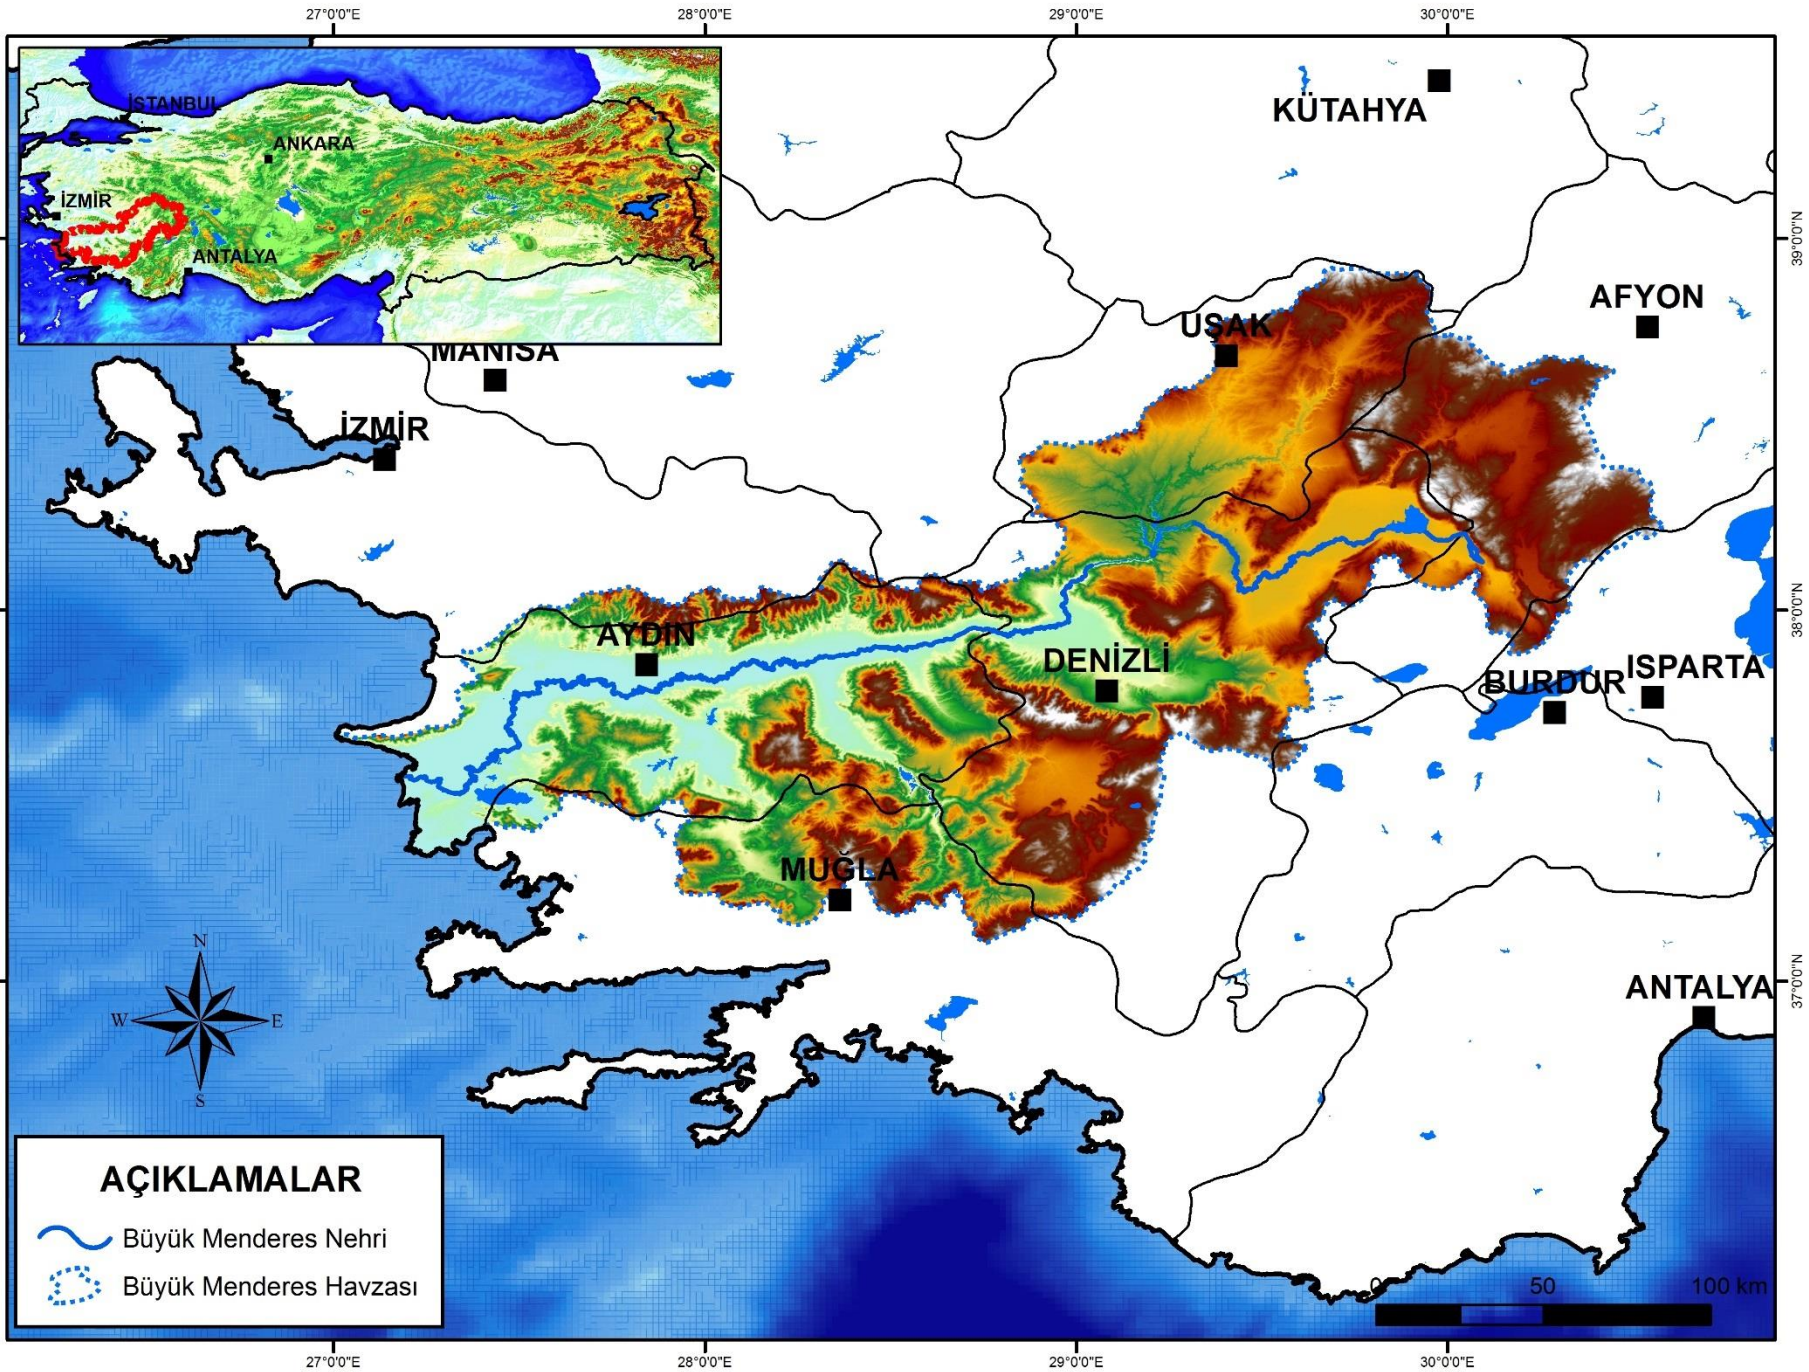 27°0'0"E
28°0'0"E
29°0'0"E
30°0'0"E
İSTANBUL
ANKARA
İZMİR
ANTALYA
KÜTAHYA
39°0'0"N
AFYON
UŞAK
MANİSA
İZMİR
38°0'0"N
AYDIN
DENİZLİ
ISPARTA
BURDUR
MUĞLA
N
W
E
S
37°0'0"N
ANTALYA
AÇIKLAMALAR
Büyük Menderes Nehri
Büyük Menderes Havzası
0 50 100 km
27°0'0"E
28°0'0"E
29°0'0"E
30°0'0"E